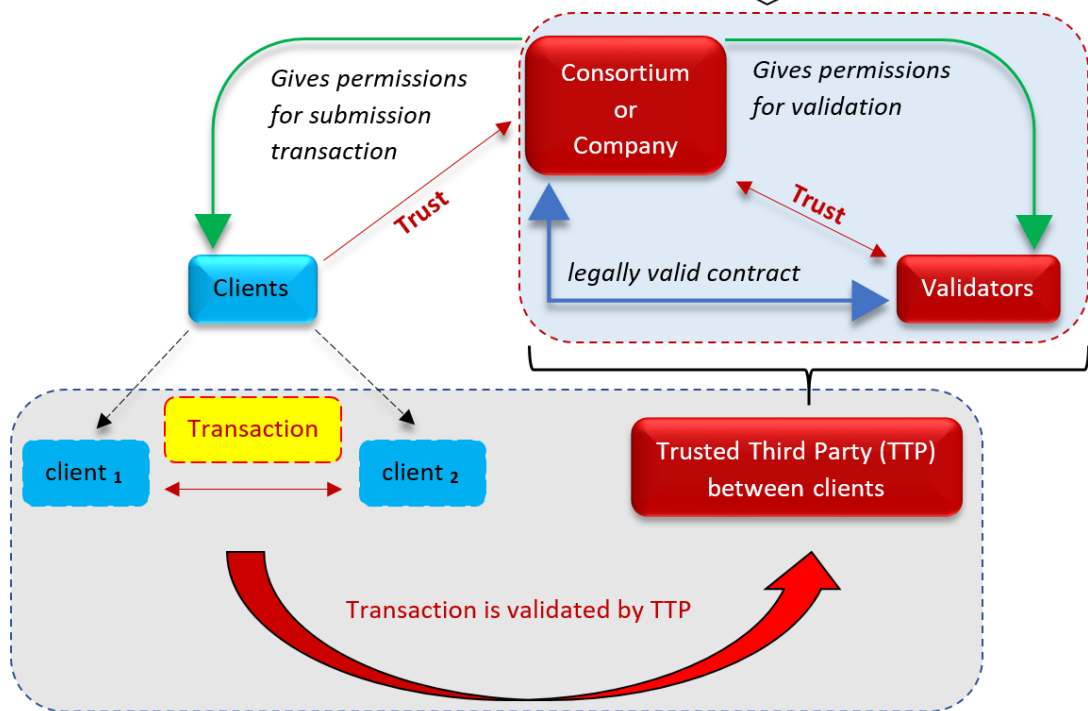 Gives permissions
for submission
transaction
Consortium
or
Company
Gives permissions
for validation
Trust
Trust
Clients
legally valid contract
Validators
Transaction
client 1
client 2
Trusted Third Party (TTP)
between clients
Transaction is validated by TTP